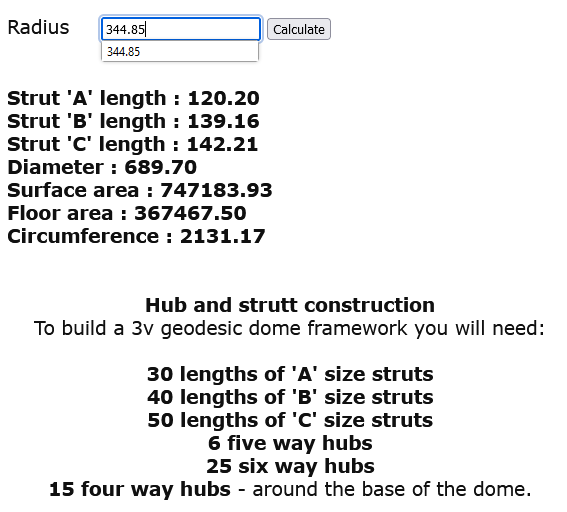 Radius 344.85 Calculate
344.85
Strut 'A' length : 120.20
Strut 'B' length : 139.16
Strut 'C' length : 142.21
Diameter : 689.70
Surface area : 747183.93
Floor area : 367467.50
Circumference : 2131.17
Hub and strutt construction
To build a 3v geodesic dome framework you will need:
30 lengths of 'A' size struts
40 lengths of 'B' size struts
50 lengths of 'C' size struts
6 five way hubs
25 six way hubs
15 four way hubs - around the base of the dome.